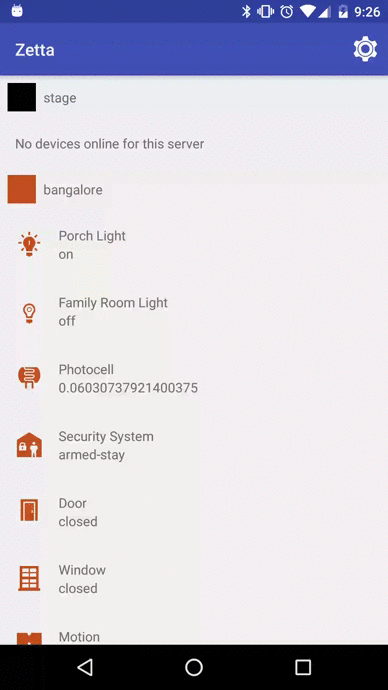 9:26
Zetta
stage
No devices online for this server
bangalore
Porch Light
on
Family Room Light
off
Photocell
0.06030737921400375
Security System
armed-stay
Door
closed
Window
closed
Motion